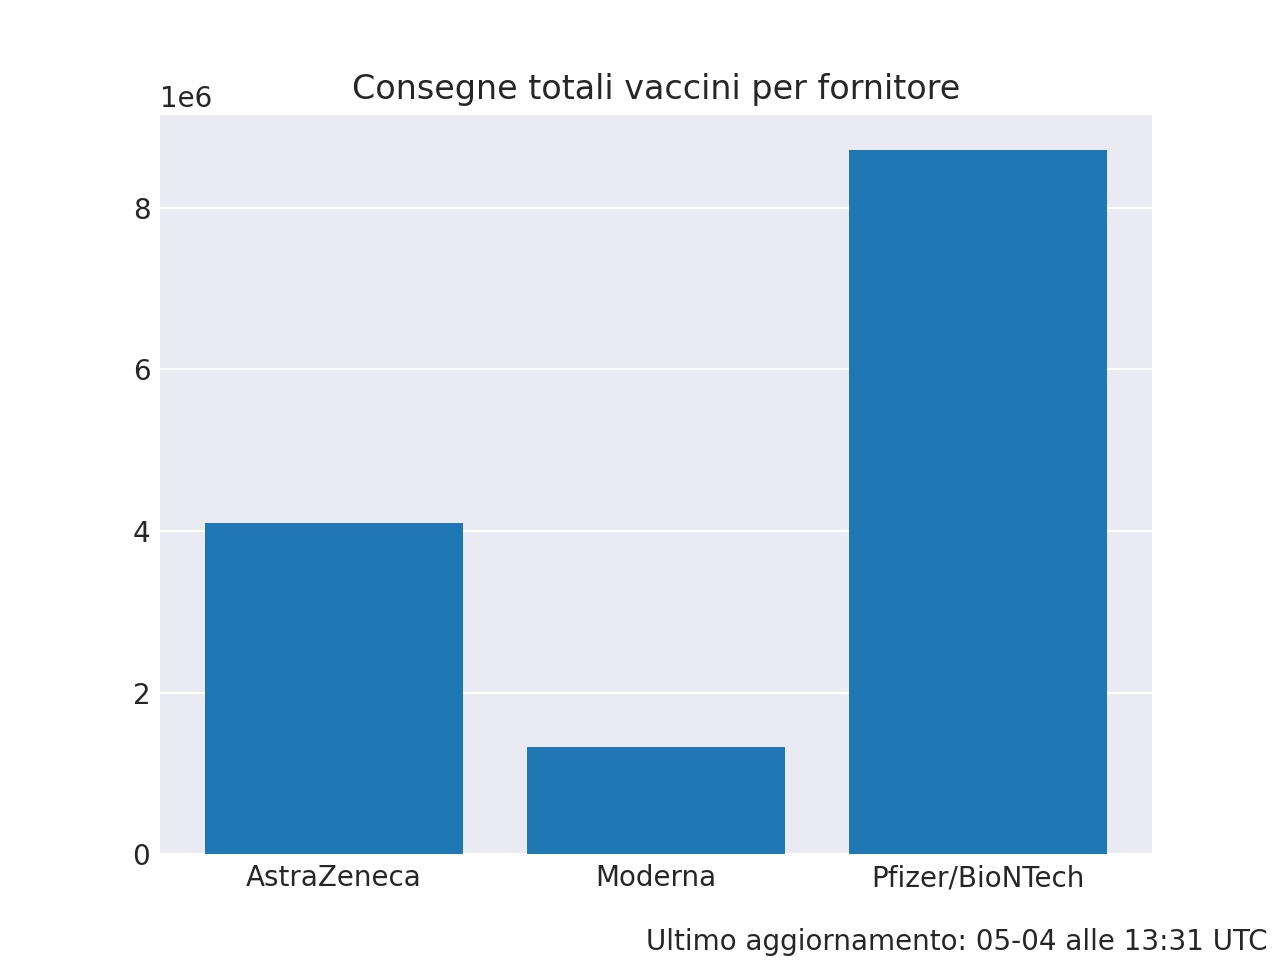 Consegne totali vaccini per fornitore
1e6
8
6
4
2
0
AstraZeneca
Moderna
Pfizer/BioNTech
Ultimo aggiornamento: 05-04 alle 13:31 UTC